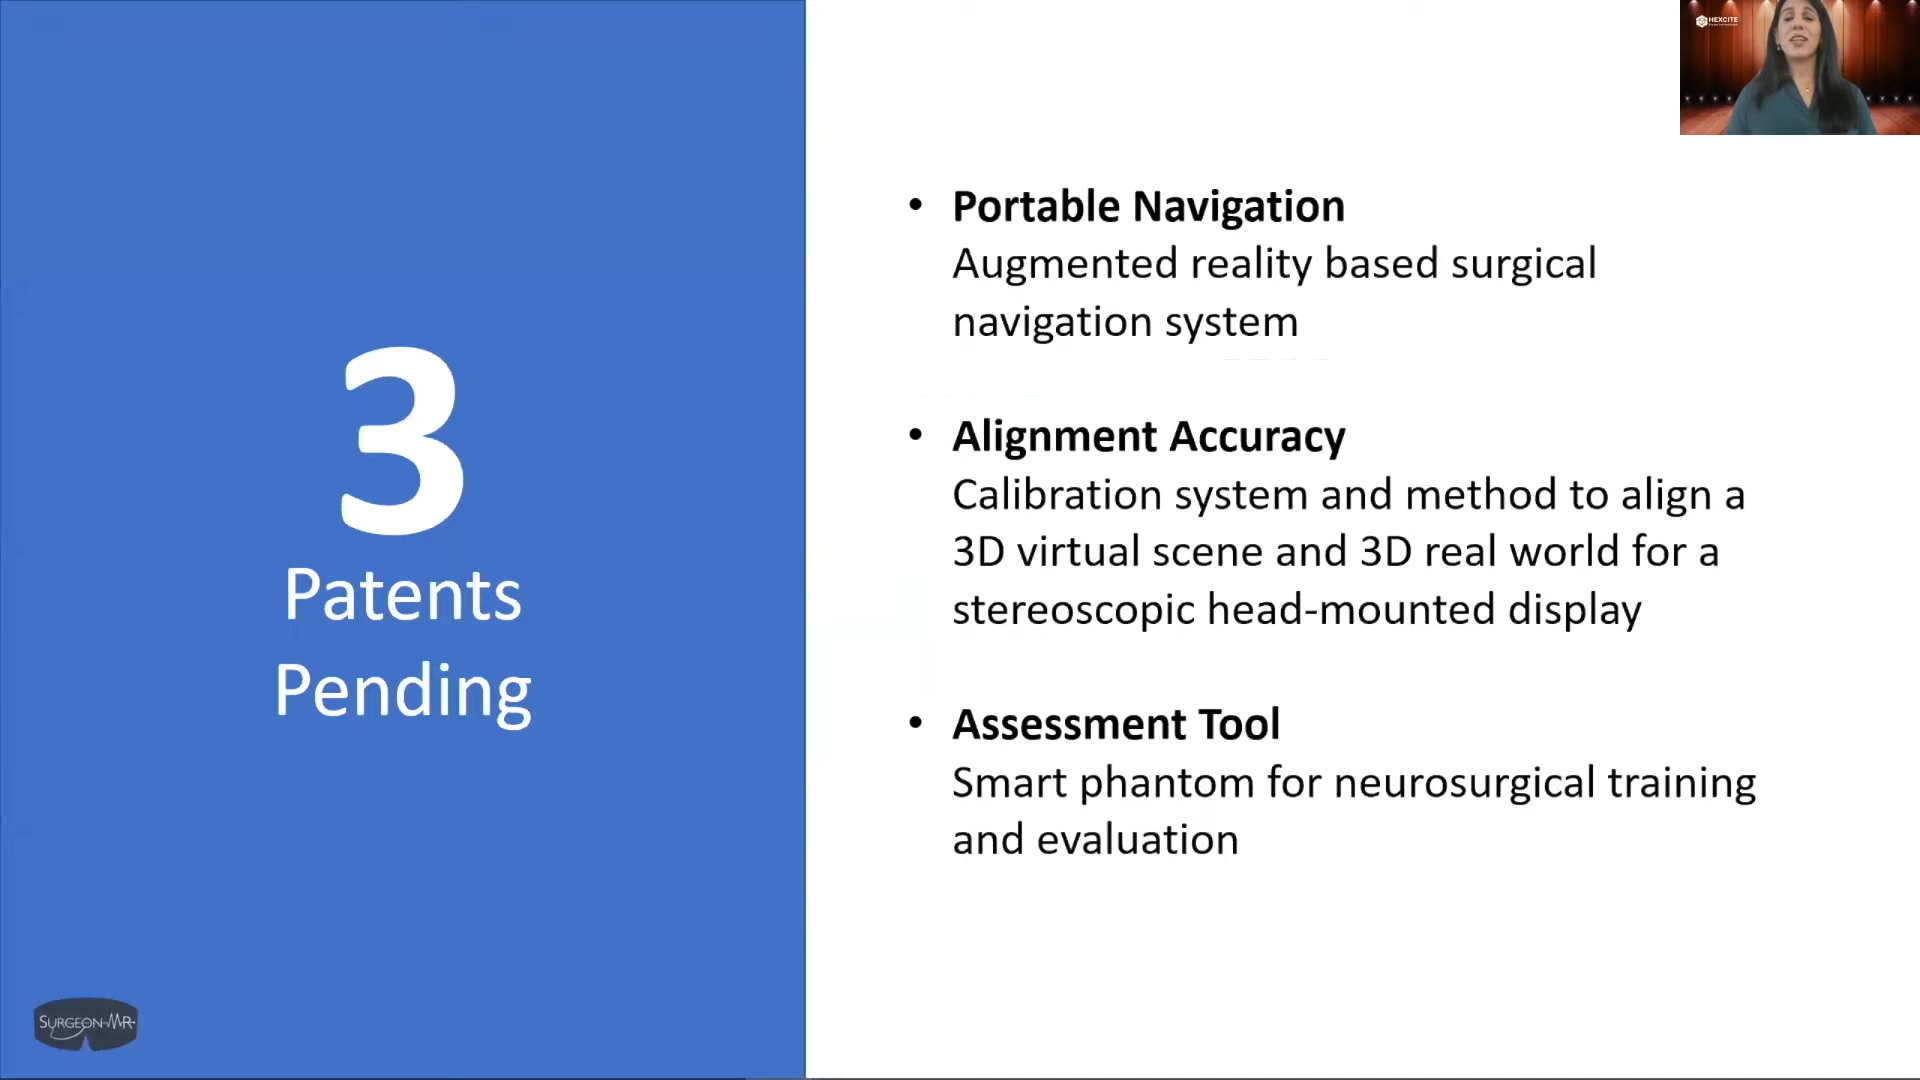 3
Patents
Pending
SURGEON-MR
• Portable Navigation
Augmented reality based surgical
navigation system
• Alignment Accuracy
Calibration system and method to align a
3D virtual scene and 3D real world for a
stereoscopic head-mounted display
• Assessment Tool
Smart phantom for neurosurgical training
and evaluation
HEXCITE